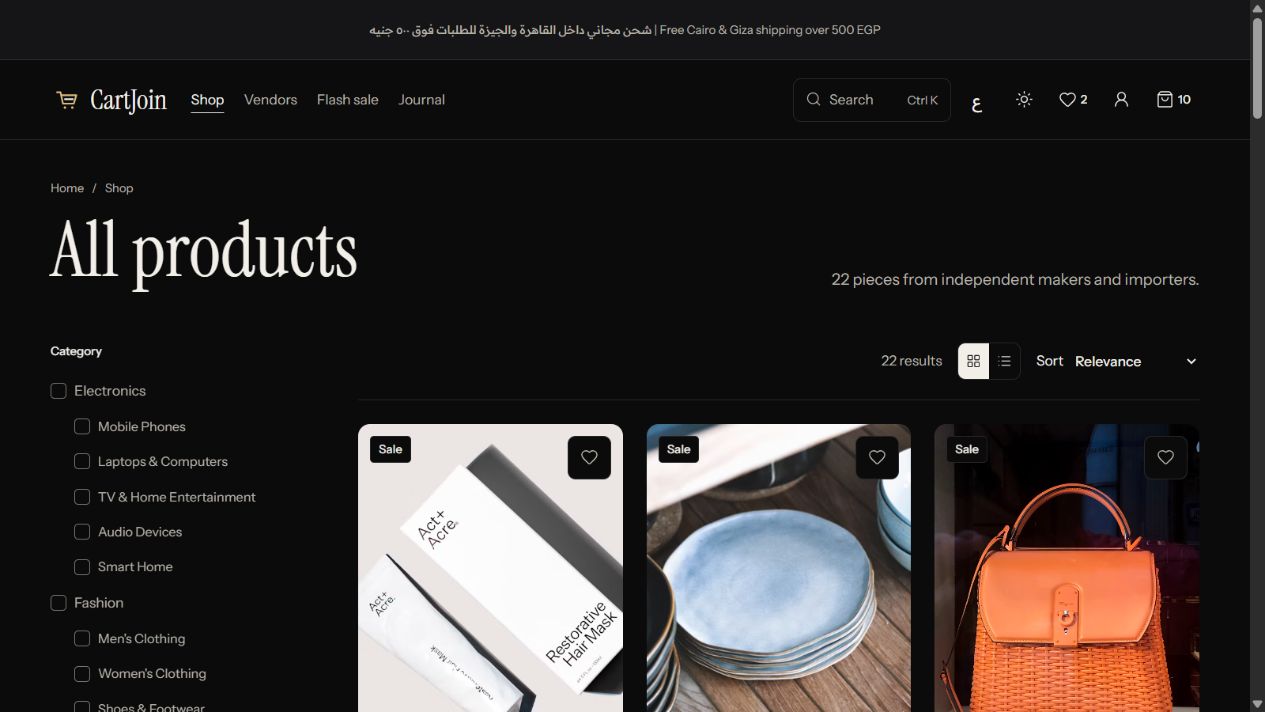 شحن مجاني داخل القاهرة والجيزة للطلبات فوق ٥٠٠ جنيه | Free Cairo & Giza shipping over 500 EGP
CartJoin Shop Vendors Flash sale Journal Search Ctrl K ع 2 10
Home / Shop
All products
22 pieces from independent makers and importers.
Category
22 results Sort Relevance
Electronics
Mobile Phones
Laptops & Computers
TV & Home Entertainment
Audio Devices
Smart Home
Fashion
Men's Clothing
Women's Clothing
Shoes & Footwear
Sale
Act+
Acre.
Restorative
Hair Mask
Act+
Acre.
Sale
Sale